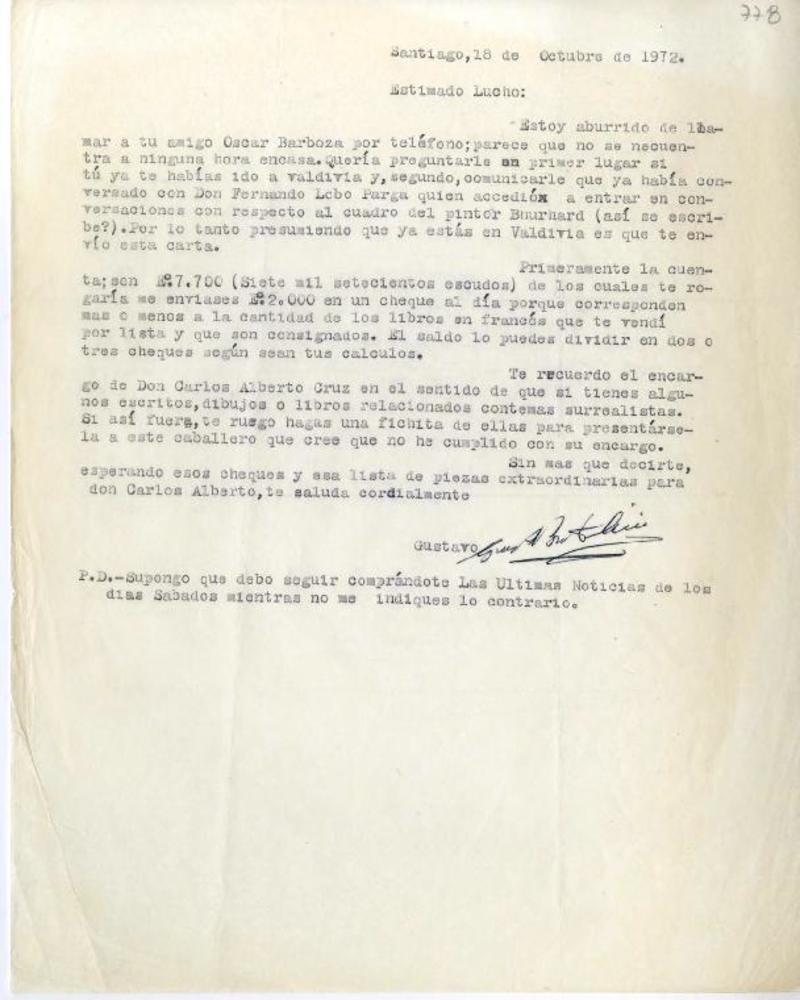 778
Santiago,18 de Octubre de 1972.
Estimado Lucho:
Estoy aburrido de lla-
mar a tu amigo Oscar Barboza por teléfono;parece que no se necuen-
tra a ninguna hora encasa.Quería preguntarle en primer lugar si
tú ya te habías ido a Valdivia y,segundo,comunicarle que ya había con-
versado con Don Fernando Lobo Parga quien accedióx a entrar en con-
versaciones con respecto al cuadro del pintor Buurhard (así se escri-
be?).Por lo tanto presumiendo que ya estás en Valdivia es que te en-
vío esta carta.
Primeramente la cuen-
ta;son Eº7.700 (Siete mil setecientos escudos) de los cuales te ro-
garía me enviases Eº2.000 en un cheque al día porque corresponden
mas o menos a la cantidad de los libros en francés que te vendí
por lista y que son consignados. El saldo lo puedes dividir en dos o
tres cheques según sean tus calculos.
Te recuerdo el encar-
go de Don Carlos Alberto Cruz en el sentido de que si tienes algu-
nos escritos,dibujos o libros relacionados contemas surrealistas.
Si así fuera,te ruego hagas una fichita de ellas para presentárse-
la a este caballero que cree que no he cumplido con su encargo.
Sin mas que decirte,
esperando esos cheques y esa lista de piezas extraordinarias para
don Carlos Alberto,te saluda cordialmente
Gustavo
P.D.-Supongo que debo seguir comprándote Las Ultimas Noticias de los
dias Sabados mientras no me indiques lo contrario.